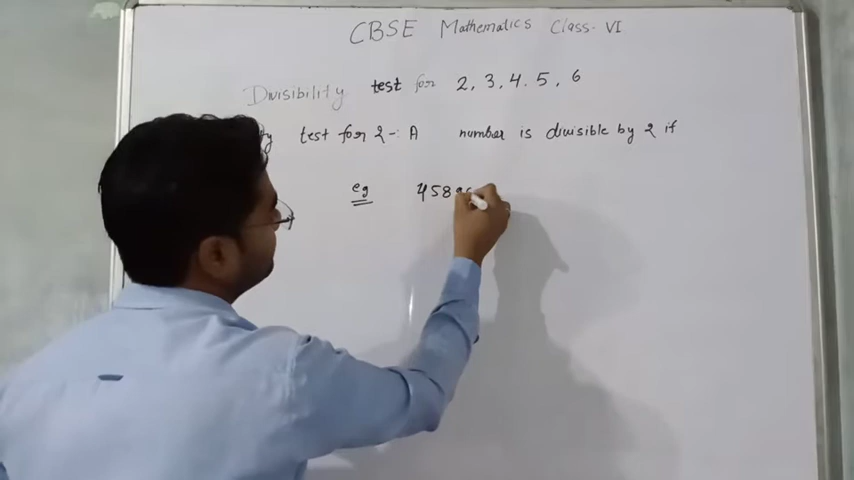 CBSE Mathematics Class- VI
Divisibility test for 2, 3, 4. 5, 6
test for 2 -: A number is divisible by 2 if
eg 458